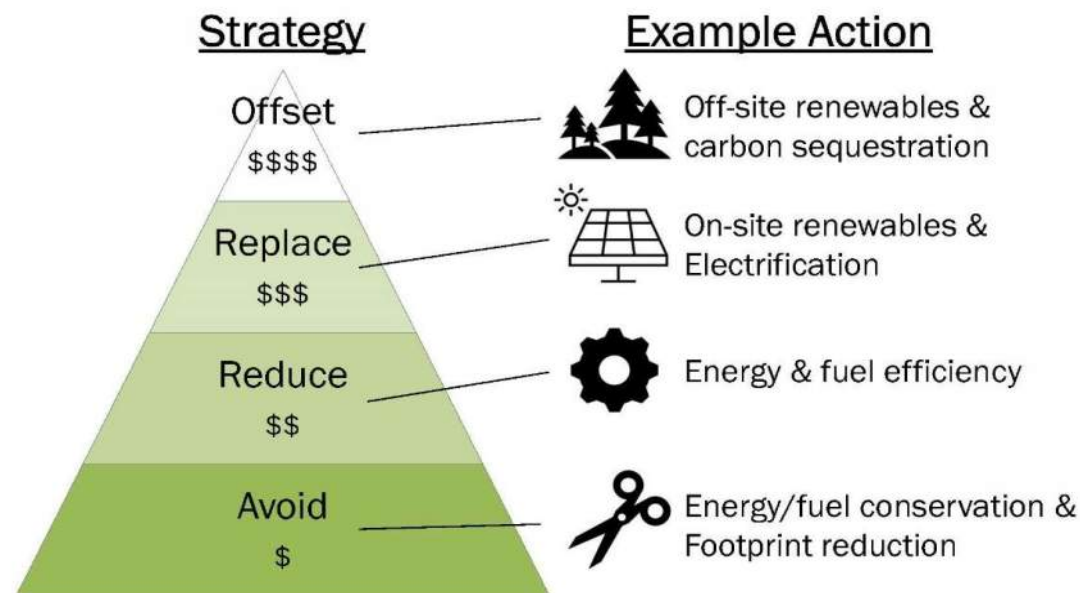 Strategy
Example Action
Offset
$$$$
Off-site renewables &
carbon sequestration
Replace
$$$
On-site renewables &
Electrification
Reduce
$$
Energy & fuel efficiency
Avoid
$
Energy/fuel conservation &
Footprint reduction